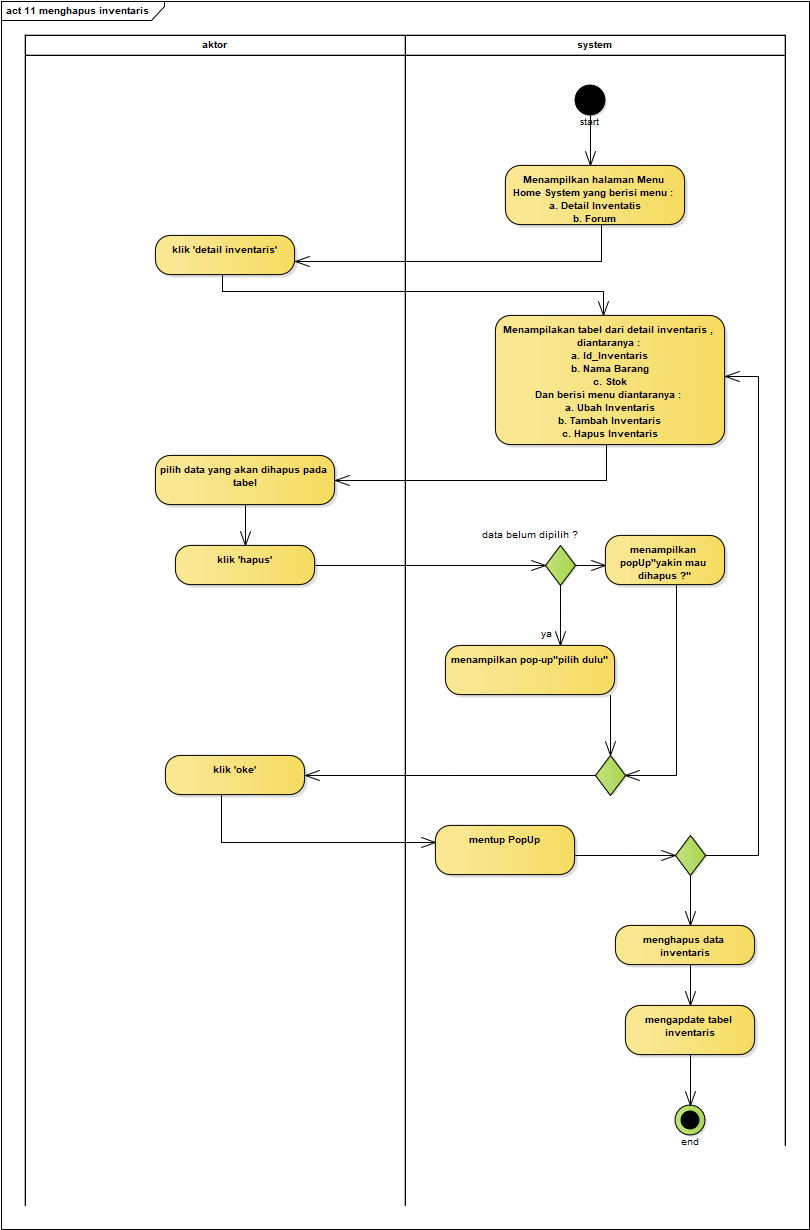 act 11 menghapus inventaris
aktor
system
start
Menampilkan halaman Menu
Home System yang berisi menu :
a. Detail Inventatis
b. Forum
klik 'detail inventaris'
Menampilakan tabel dari detail inventaris ,
diantaranya :
a. Id_Inventaris
b. Nama Barang
c. Stok
Dan berisi menu diantaranya :
a. Ubah Inventaris
b. Tambah Inventaris
c. Hapus Inventaris
pilih data yang akan dihapus pada
tabel
klik 'hapus'
data belum dipilih ?
menampilkan
popUp"yakin mau
dihapus ?"
ya
menampilkan pop-up"pilih dulu"
klik 'oke'
mentup PopUp
menghapus data
inventaris
mengapdate tabel
inventaris
end